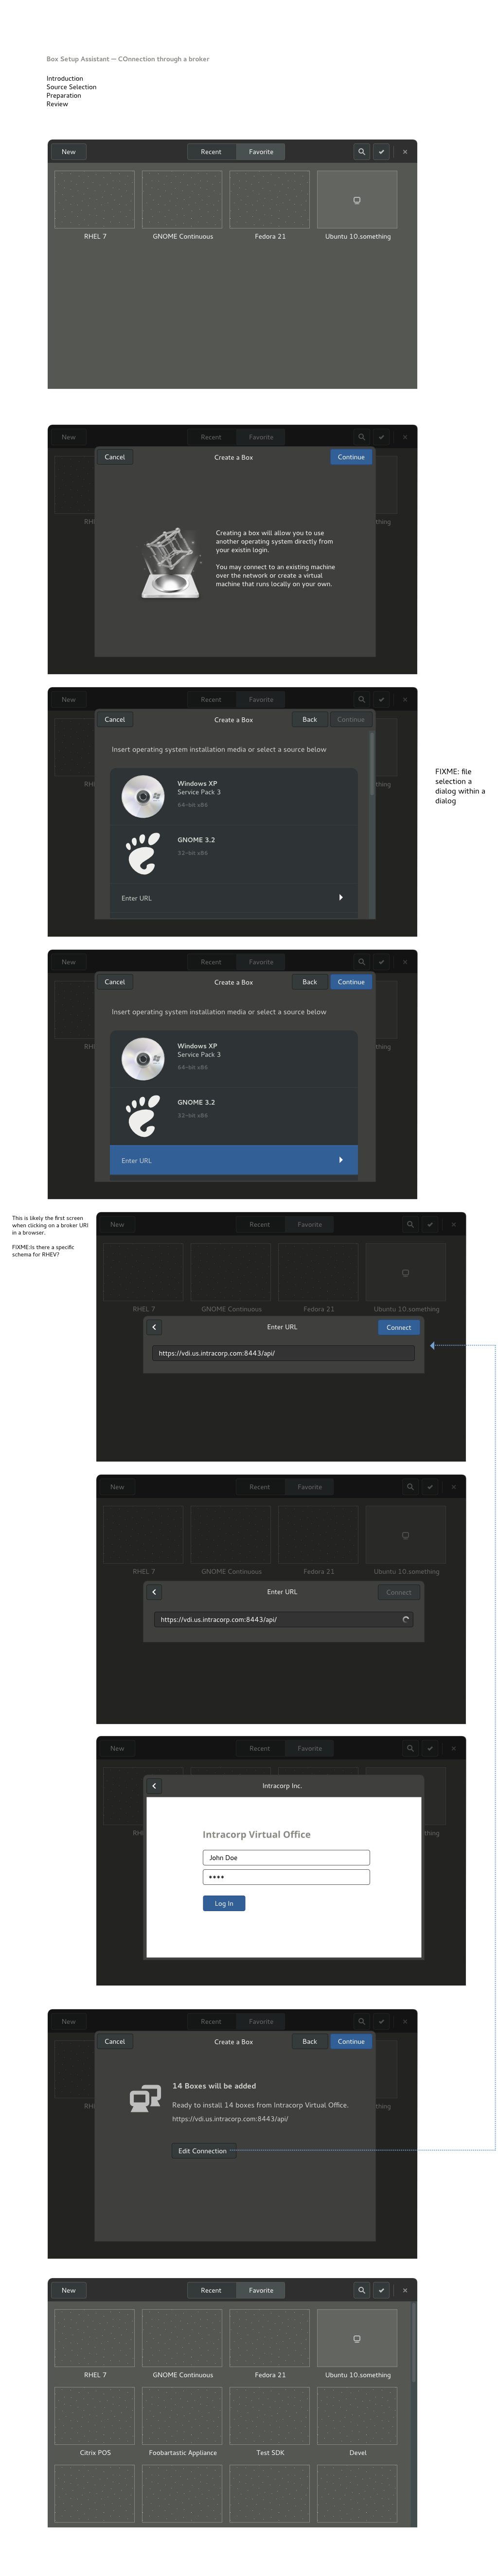 Box Setup Assistant — COnnection through a broker
Introduction
Source Selection
Preparation
Review
New
Recent
Favorite
RHEL 7
GNOME Continuous
Fedora 21
Ubuntu 10.something
New
Recent
Favorite
Cancel
Create a Box
Continue
RHE
thing
Creating a box will allow you to use
another operating system directly from
your existin login.
You may connect to an existing machine
over the network or create a virtual
machine that runs locally on your own.
New
Recent
Favorite
Cancel
Create a Box
Back
Continue
Insert operating system installation media or select a source below
RHE
thing
Windows XP
Service Pack 3
64-bit x86
GNOME 3.2
32-bit x86
Enter URL
FIXME: file
selection a
dialog within a
dialog
New
Recent
Favorite
Cancel
Create a Box
Back
Continue
Insert operating system installation media or select a source below
RHE
thing
Windows XP
Service Pack 3
64-bit x86
GNOME 3.2
32-bit x86
Enter URL
This is likely the first screen
when clicking on a broker URI
in a browser.
FIXME:Is there a specific
schema for RHEV?
New
Recent
Favorite
RHEL 7
GNOME Continuous
Fedora 21
Ubuntu 10.something
Enter URL
Connect
https://vdi.us.intracorp.com:8443/api/
New
Recent
Favorite
RHEL 7
GNOME Continuous
Fedora 21
Ubuntu 10.something
Enter URL
Connect
https://vdi.us.intracorp.com:8443/api/
New
Recent
Favorite
Intracorp Inc.
RHE
thing
Intracorp Virtual Office
John Doe
****
Log In
New
Recent
Favorite
Cancel
Create a Box
Back
Continue
RHE
thing
14 Boxes will be added
Ready to install 14 boxes from Intracorp Virtual Office.
https://vdi.us.intracorp.com:8443/api/
Edit Connection
New
Recent
Favorite
RHEL 7
GNOME Continuous
Fedora 21
Ubuntu 10.something
Citrix POS
Foobartastic Appliance
Test SDK
Devel